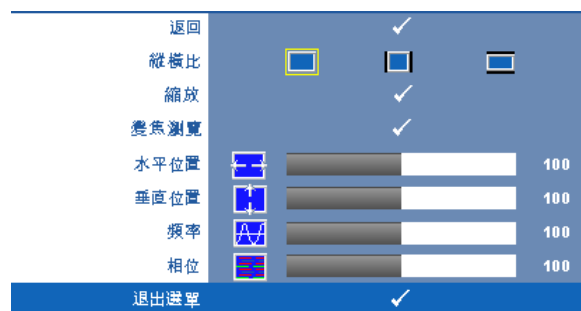 返回
縱橫比
縮放
變焦瀏覽
水平位置 100
垂直位置 100
頻率 100
相位 100
退出選單